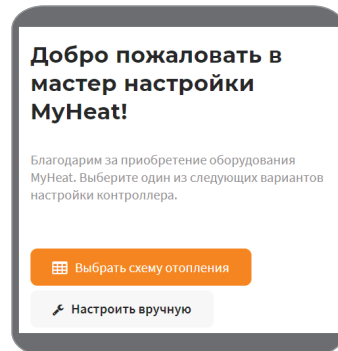 Добро пожаловать в
мастер настройки
MyHeat!
Благодарим за приобретение оборудования
MyHeat. Выберите один из следующих вариантов
настройки контроллера.
Выбрать схему отопления
Настроить вручную